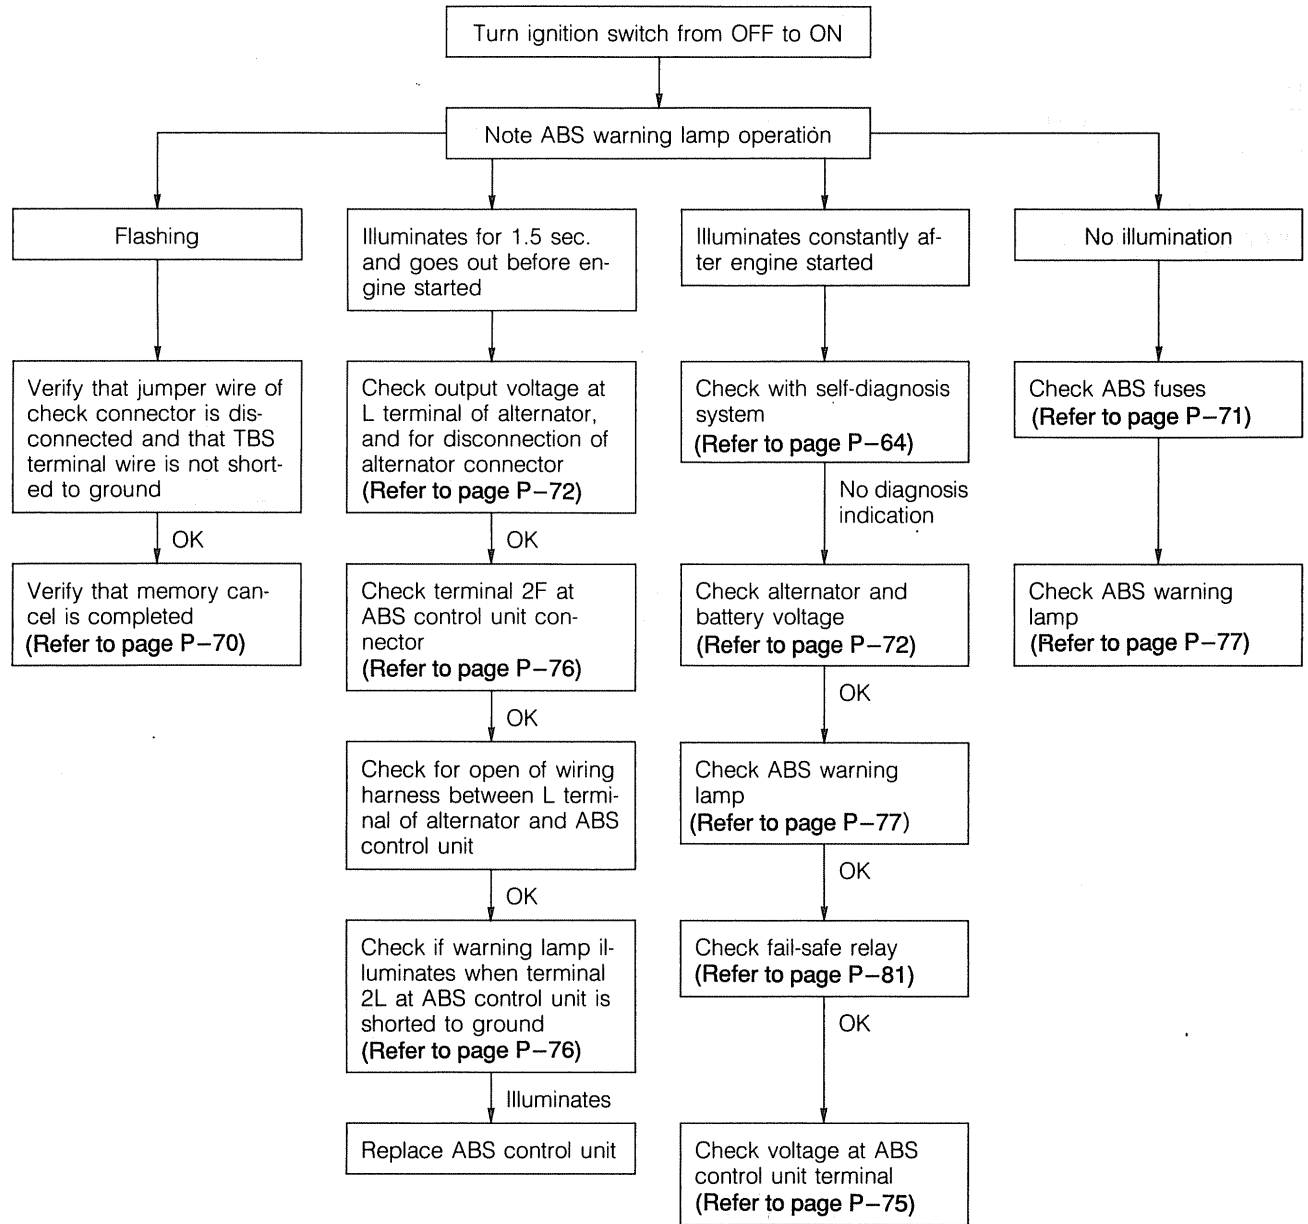 Turn ignition switch from OFF to ON
Note ABS warning lamp operation
Flashing
Verify that jumper wire of
check connector is dis-
connected and that TBS
terminal wire is not short-
ed to ground
OK
Verify that memory can-
cel is completed
(Refer to page P–70)
Illuminates for 1.5 sec.
and goes out before en-
gine started
Check output voltage at
L terminal of alternator,
and for disconnection of
alternator connector
(Refer to page P–72)
OK
Check terminal 2F at
ABS control unit con-
nector
(Refer to page P–76)
OK
Check for open of wiring
harness between L termi-
nal of alternator and ABS
control unit
OK
Check if warning lamp il-
luminates when terminal
2L at ABS control unit is
shorted to ground
(Refer to page P–76)
Illuminates
Replace ABS control unit
Illuminates constantly af-
ter engine started
Check with self-diagnosis
system
(Refer to page P–64)
No diagnosis
indication
Check alternator and
battery voltage
(Refer to page P–72)
OK
Check ABS warning
lamp
(Refer to page P–77)
OK
Check fail-safe relay
(Refer to page P–81)
OK
Check voltage at ABS
control unit terminal
(Refer to page P–75)
No illumination
Check ABS fuses
(Refer to page P–71)
Check ABS warning
lamp
(Refer to page P–77)